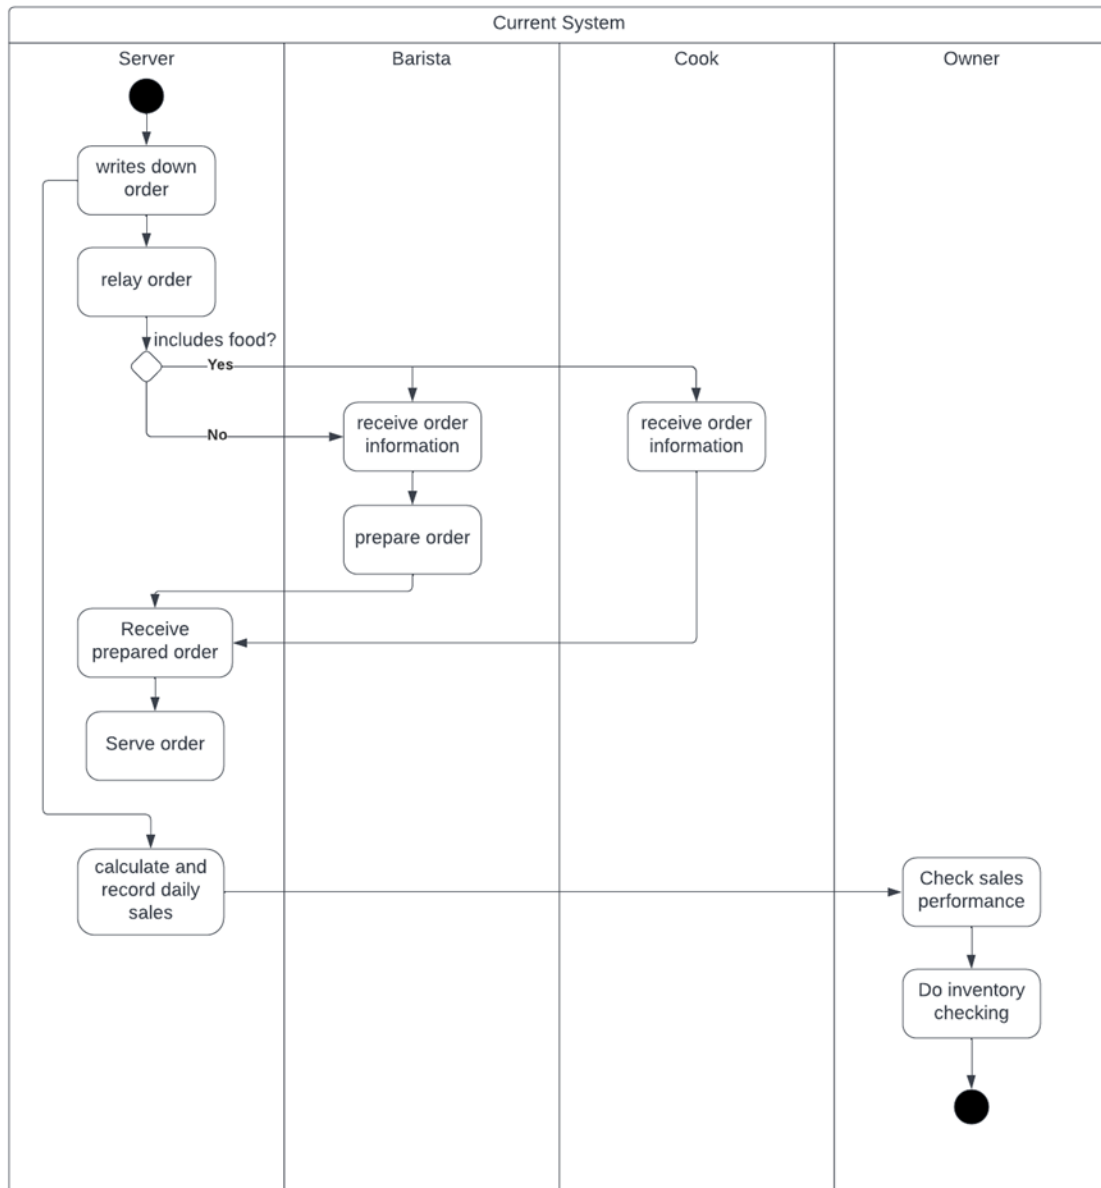 Current System
Server
Barista
Cook
Owner
writes down
order
relay order
includes food?
Yes
No
receive order
information
receive order
information
prepare order
Receive
prepared order
Serve order
calculate and
record daily
sales
Check sales
performance
Do inventory
checking